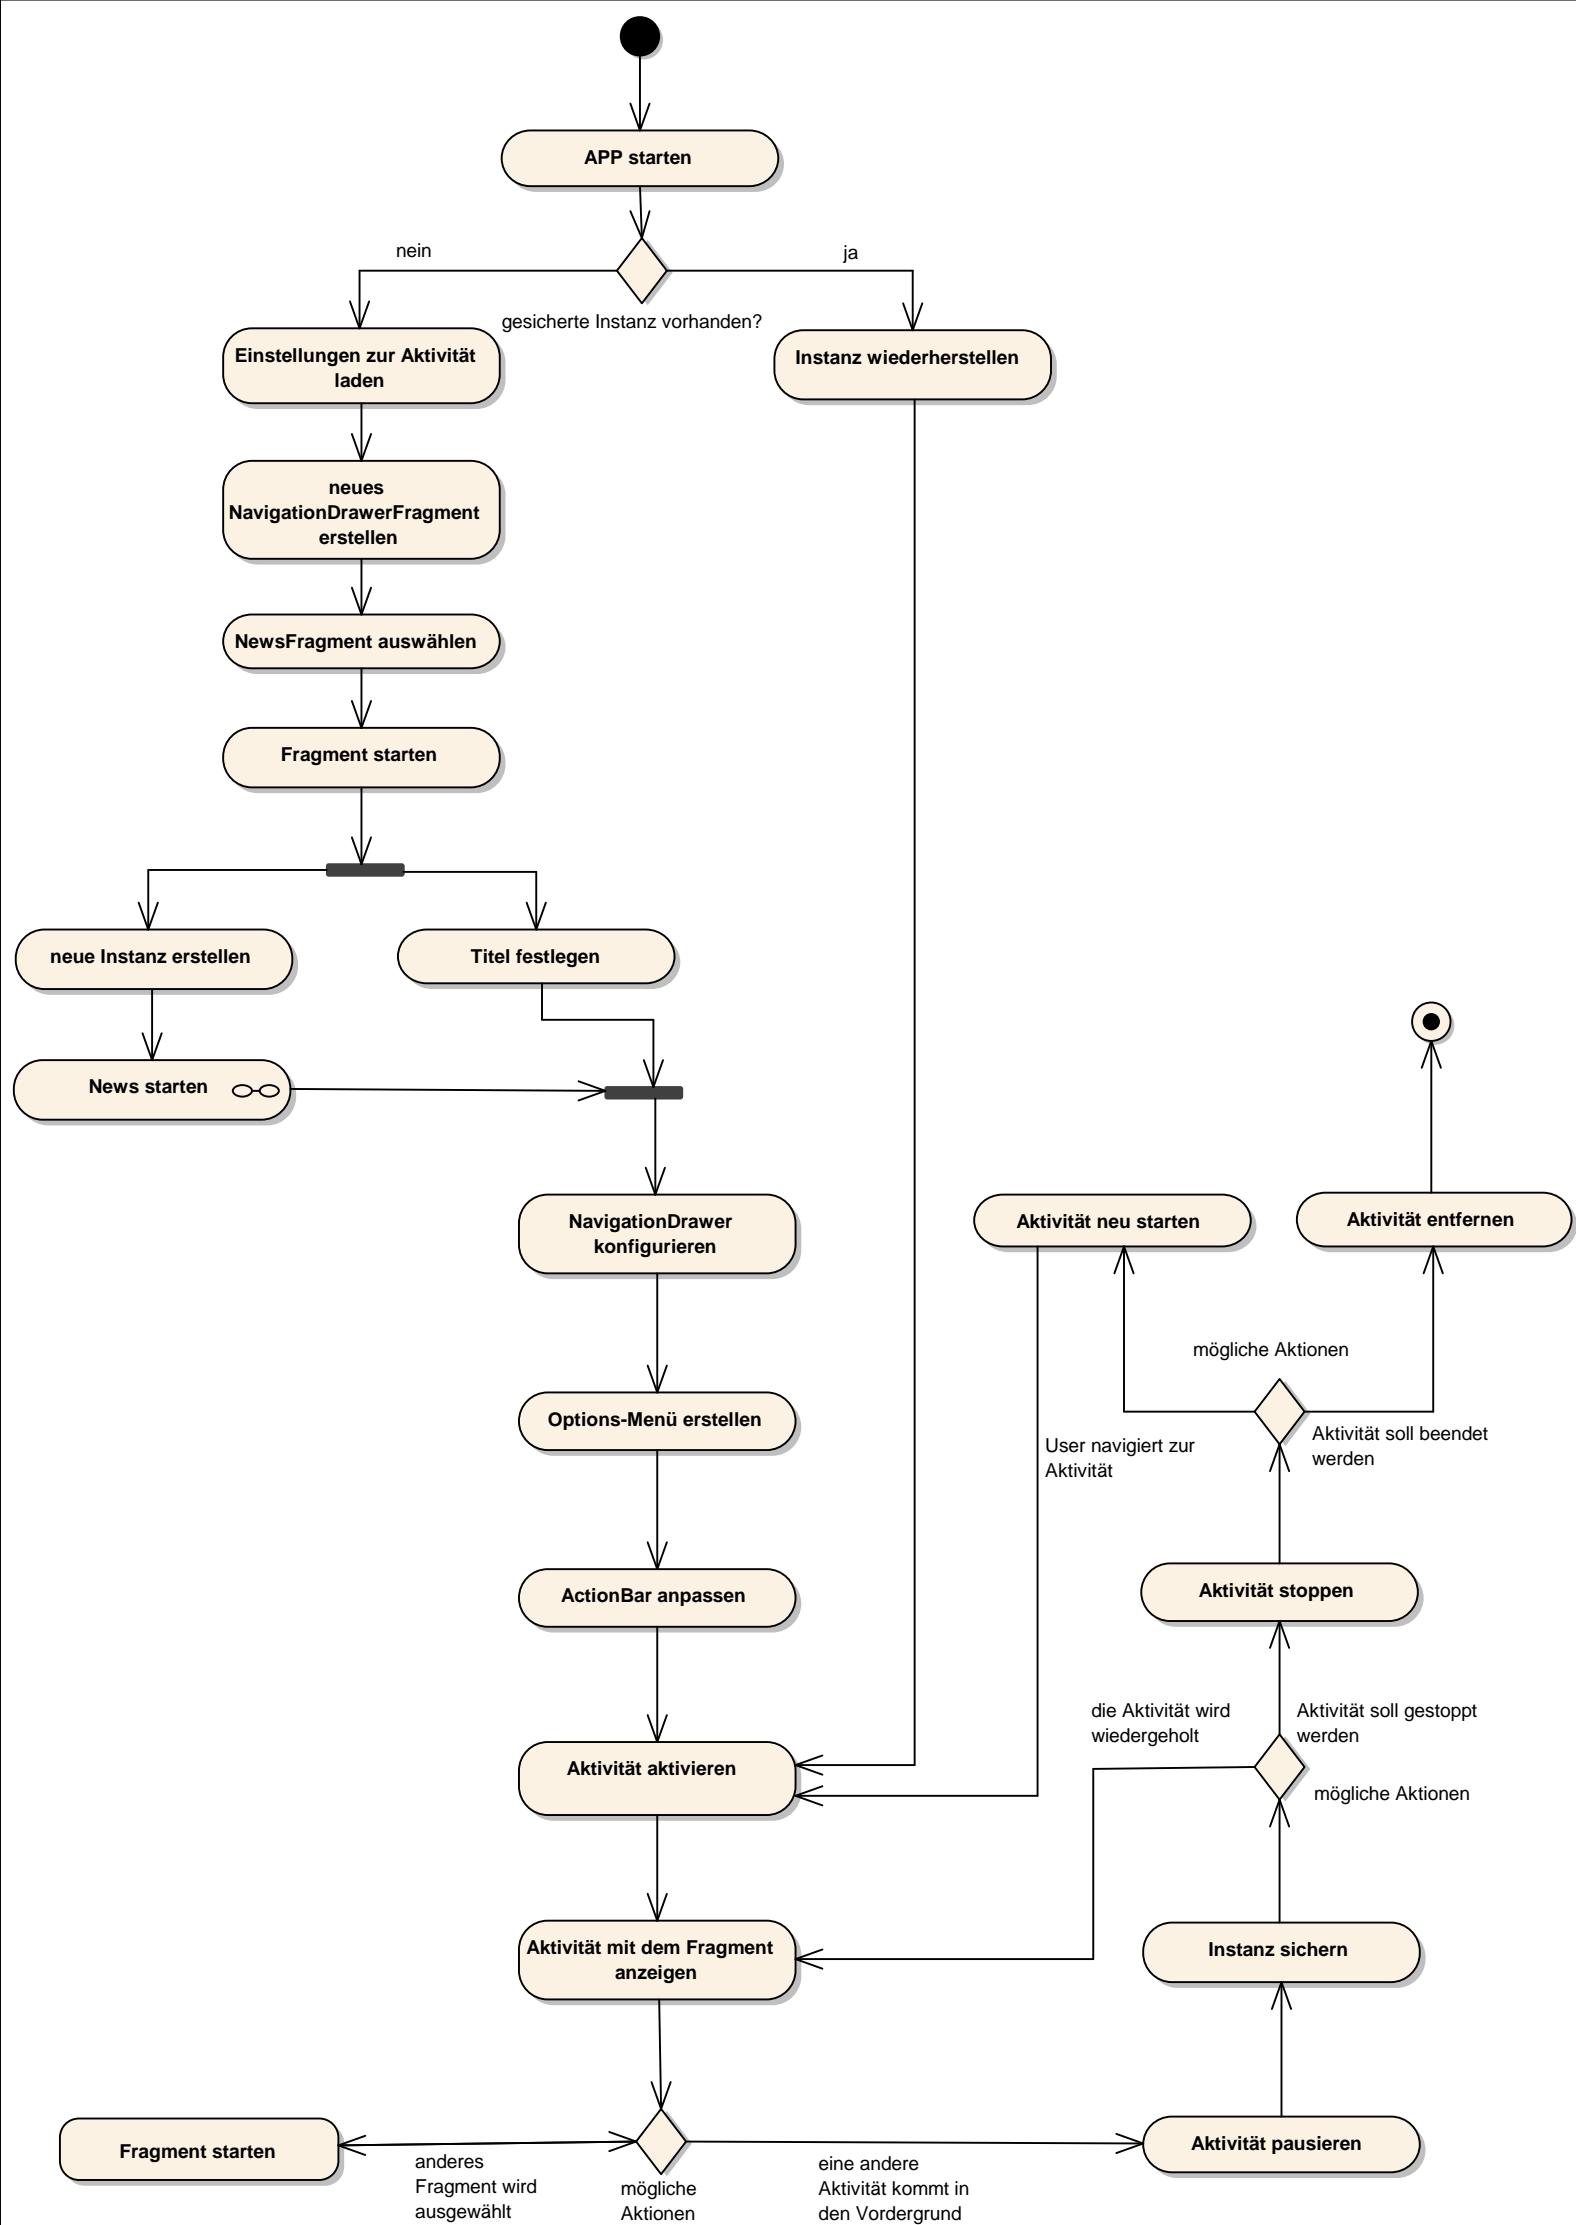 APP starten
nein
ja
gesicherte Instanz vorhanden?
Einstellungen zur Aktivität
laden
Instanz wiederherstellen
neues
NavigationDrawerFragment
erstellen
NewsFragment auswählen
Fragment starten
neue Instanz erstellen
Titel festlegen
News starten
NavigationDrawer
konfigurieren
Aktivität neu starten
Aktivität entfernen
mögliche Aktionen
Options-Menü erstellen
User navigiert zur
Aktivität
Aktivität soll beendet
werden
ActionBar anpassen
Aktivität stoppen
die Aktivität wird
wiedergeholt
Aktivität soll gestoppt
werden
Aktivität aktivieren
mögliche Aktionen
Aktivität mit dem Fragment
anzeigen
Instanz sichern
Fragment starten
anderes
Fragment wird
ausgewählt
mögliche
Aktionen
eine andere
Aktivität kommt in
den Vordergrund
Aktivität pausieren